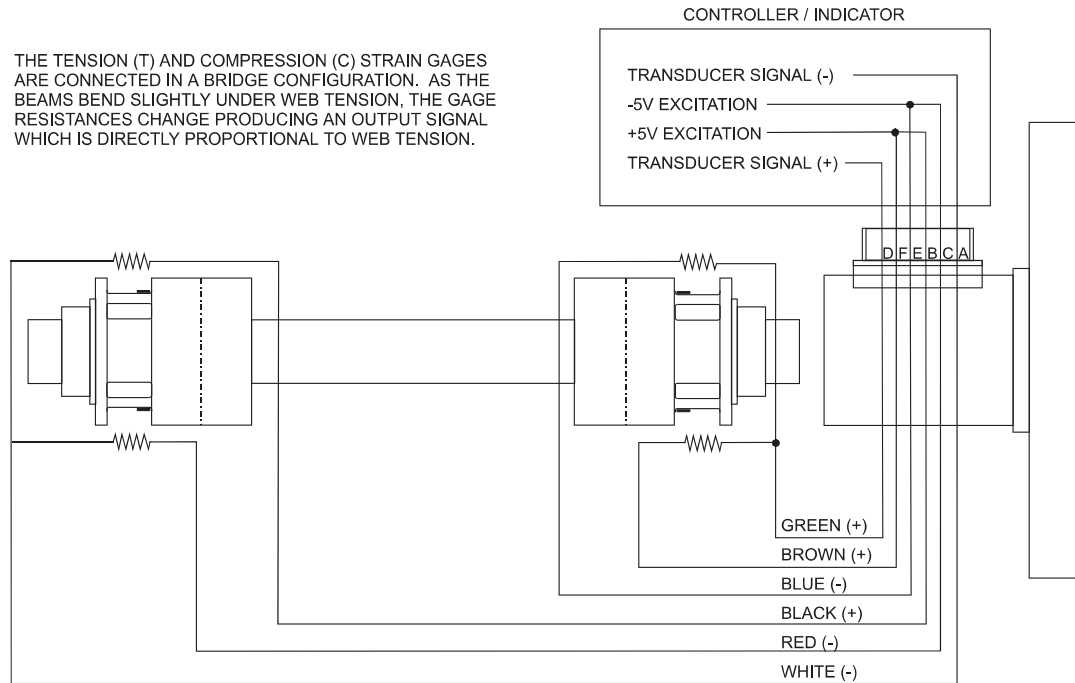 CONTROLLER / INDICATOR
THE TENSION (T) AND COMPRESSION (C) STRAIN GAGES
ARE CONNECTED IN A BRIDGE CONFIGURATION. AS THE
BEAMS BEND SLIGHTLY UNDER WEB TENSION, THE GAGE
RESISTANCES CHANGE PRODUCING AN OUTPUT SIGNAL
WHICH IS DIRECTLY PROPORTIONAL TO WEB TENSION.
TRANSDUCER SIGNAL (-)
-5V EXCITATION
+5V EXCITATION
TRANSDUCER SIGNAL (+)
D F E B C A
GREEN (+)
BROWN (+)
BLUE (-)
BLACK (+)
RED (-)
WHITE (-)